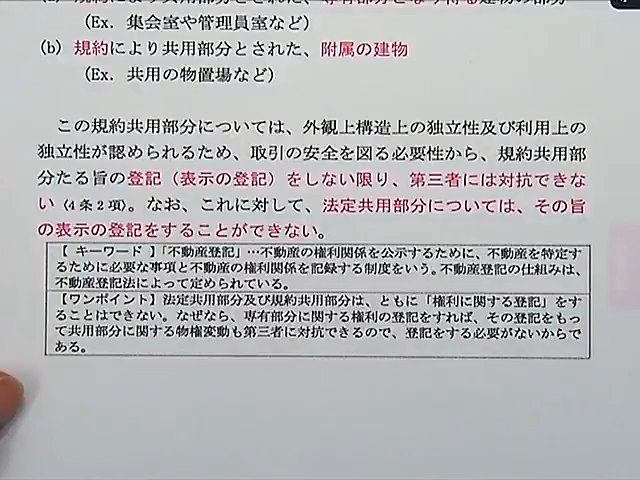 (Ex. 集会室や管理員室など)
(b) 規約により共用部分とされた、附属の建物
(Ex. 共用の物置場など)
この規約共用部分については、外観上構造上の独立性及び利用上の
独立性が認められるため、取引の安全を図る必要性から、規約共用部
分たる旨の登記（表示の登記）をしない限り、第三者には対抗できな
い（4条2項）。なお、これに対して、法定共用部分については、その旨
の表示の登記をすることができない。
【 キーワード 】「不動産登記」…不動産の権利関係を公示するために、不動産を特定す
るために必要な事項と不動産の権利関係を記録する制度をいう。不動産登記の仕組みは、
不動産登記法によって定められている。
【ワンポイント】法定共用部分及び規約共用部分は、ともに「権利に関する登記」をす
ることはできない。なぜなら、専有部分に関する権利の登記をすれば、その登記をもっ
て共用部分に関する物権変動も第三者に対抗できるので、登記をする必要がないからで
ある。